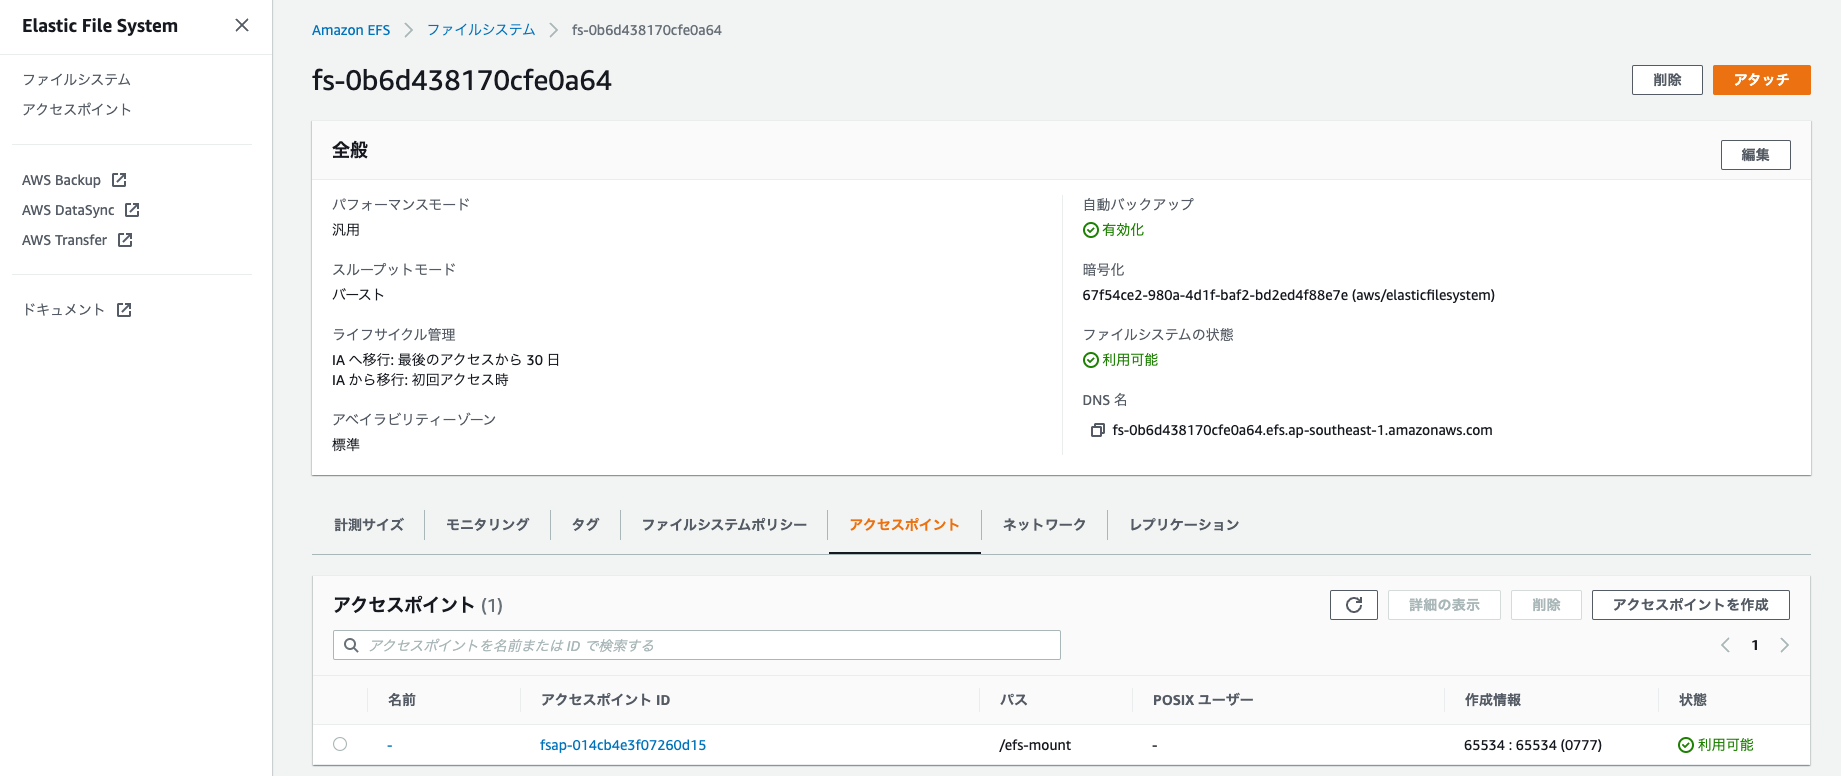 Elastic File System
ファイルシステム
アクセスポイント
AWS Backup
AWS DataSync
AWS Transfer
ドキュメント
Amazon EFS
ファイルシステム
fs-0b6d438170cfe0a64
fs-0b6d438170cfe0a64
削除
アタッチ
全般
編集
パフォーマンスモード
汎用
スループットモード
バースト
ライフサイクル管理
IA へ移行: 最後のアクセスから 30 日
IA から移行: 初回アクセス時
アベイラビリティーゾーン
標準
自動バックアップ
有効化
暗号化
67f54ce2-980a-4d1f-baf2-bd2ed4f88e7e (aws/elasticfilesystem)
ファイルシステムの状態
利用可能
DNS 名
fs-0b6d438170cfe0a64.efs.ap-southeast-1.amazonaws.com
計測サイズ
モニタリング
タグ
ファイルシステムポリシー
アクセスポイント
ネットワーク
レプリケーション
アクセスポイント (1)
詳細の表示
削除
アクセスポイントを作成
アクセスポイントを名前または ID で検索する
1
名前
アクセスポイント ID
パス
POSIX ユーザー
作成情報
状態
-
fsap-014cb4e3f07260d15
/efs-mount
-
65534 : 65534 (0777)
利用可能